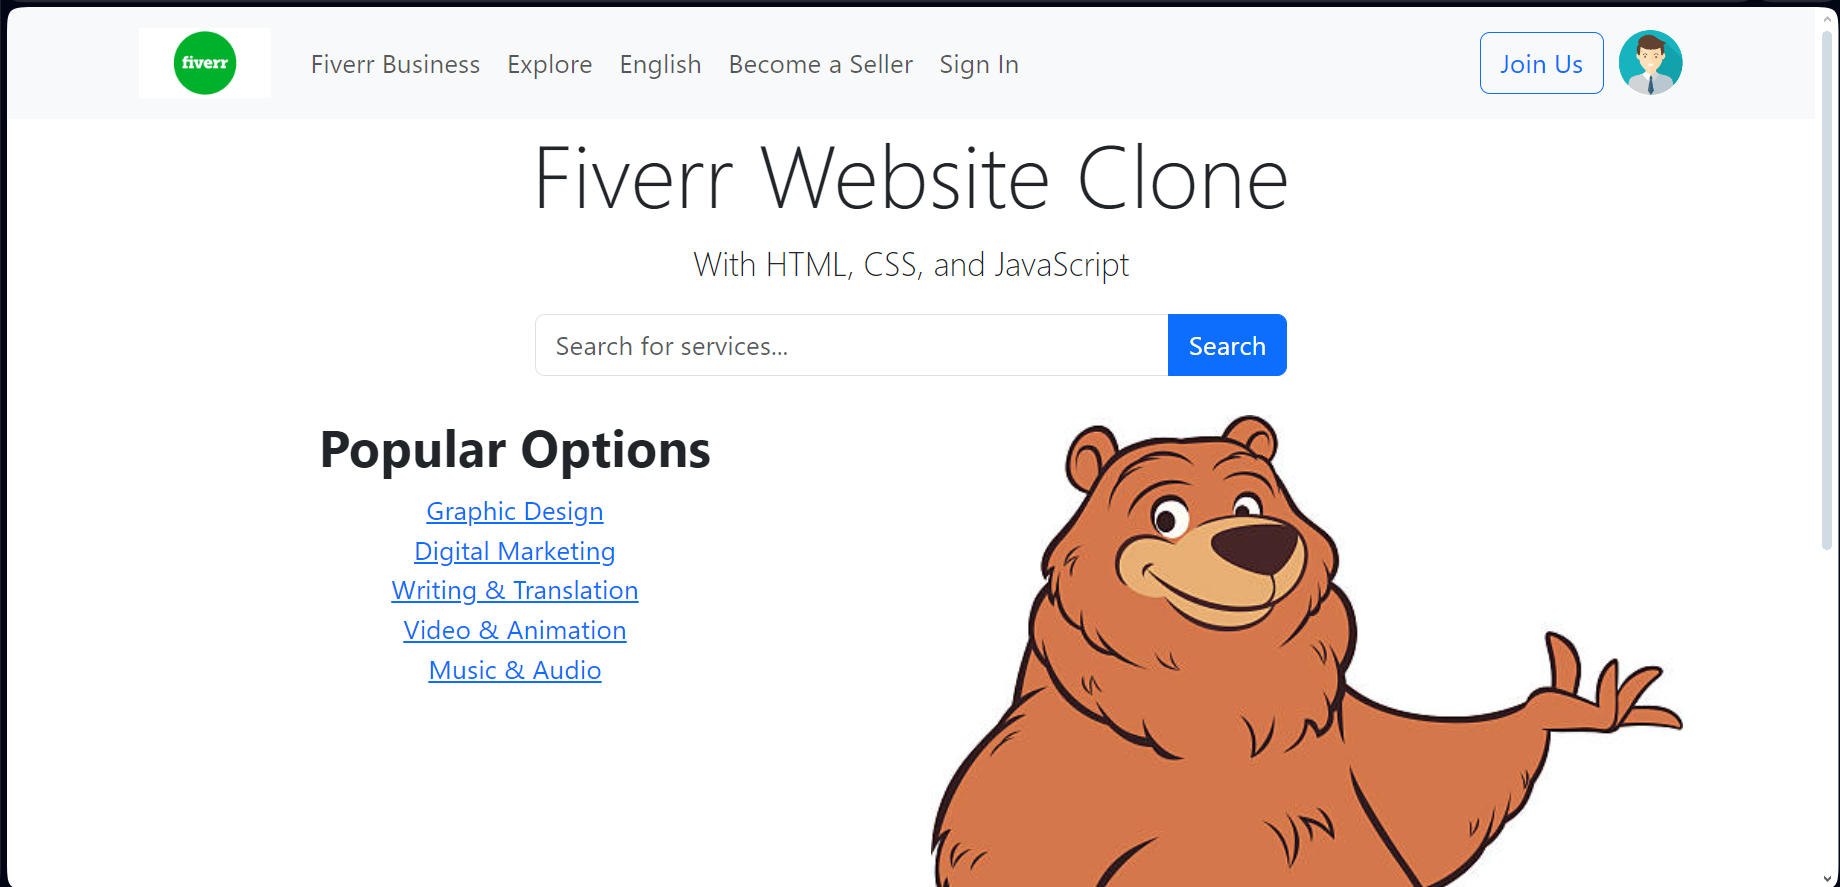 fiverr
Fiverr Business Explore English Become a Seller Sign In
Join Us
Fiverr Website Clone
With HTML, CSS, and JavaScript
Search for services...
Search
Popular Options
Graphic Design
Digital Marketing
Writing & Translation
Video & Animation
Music & Audio